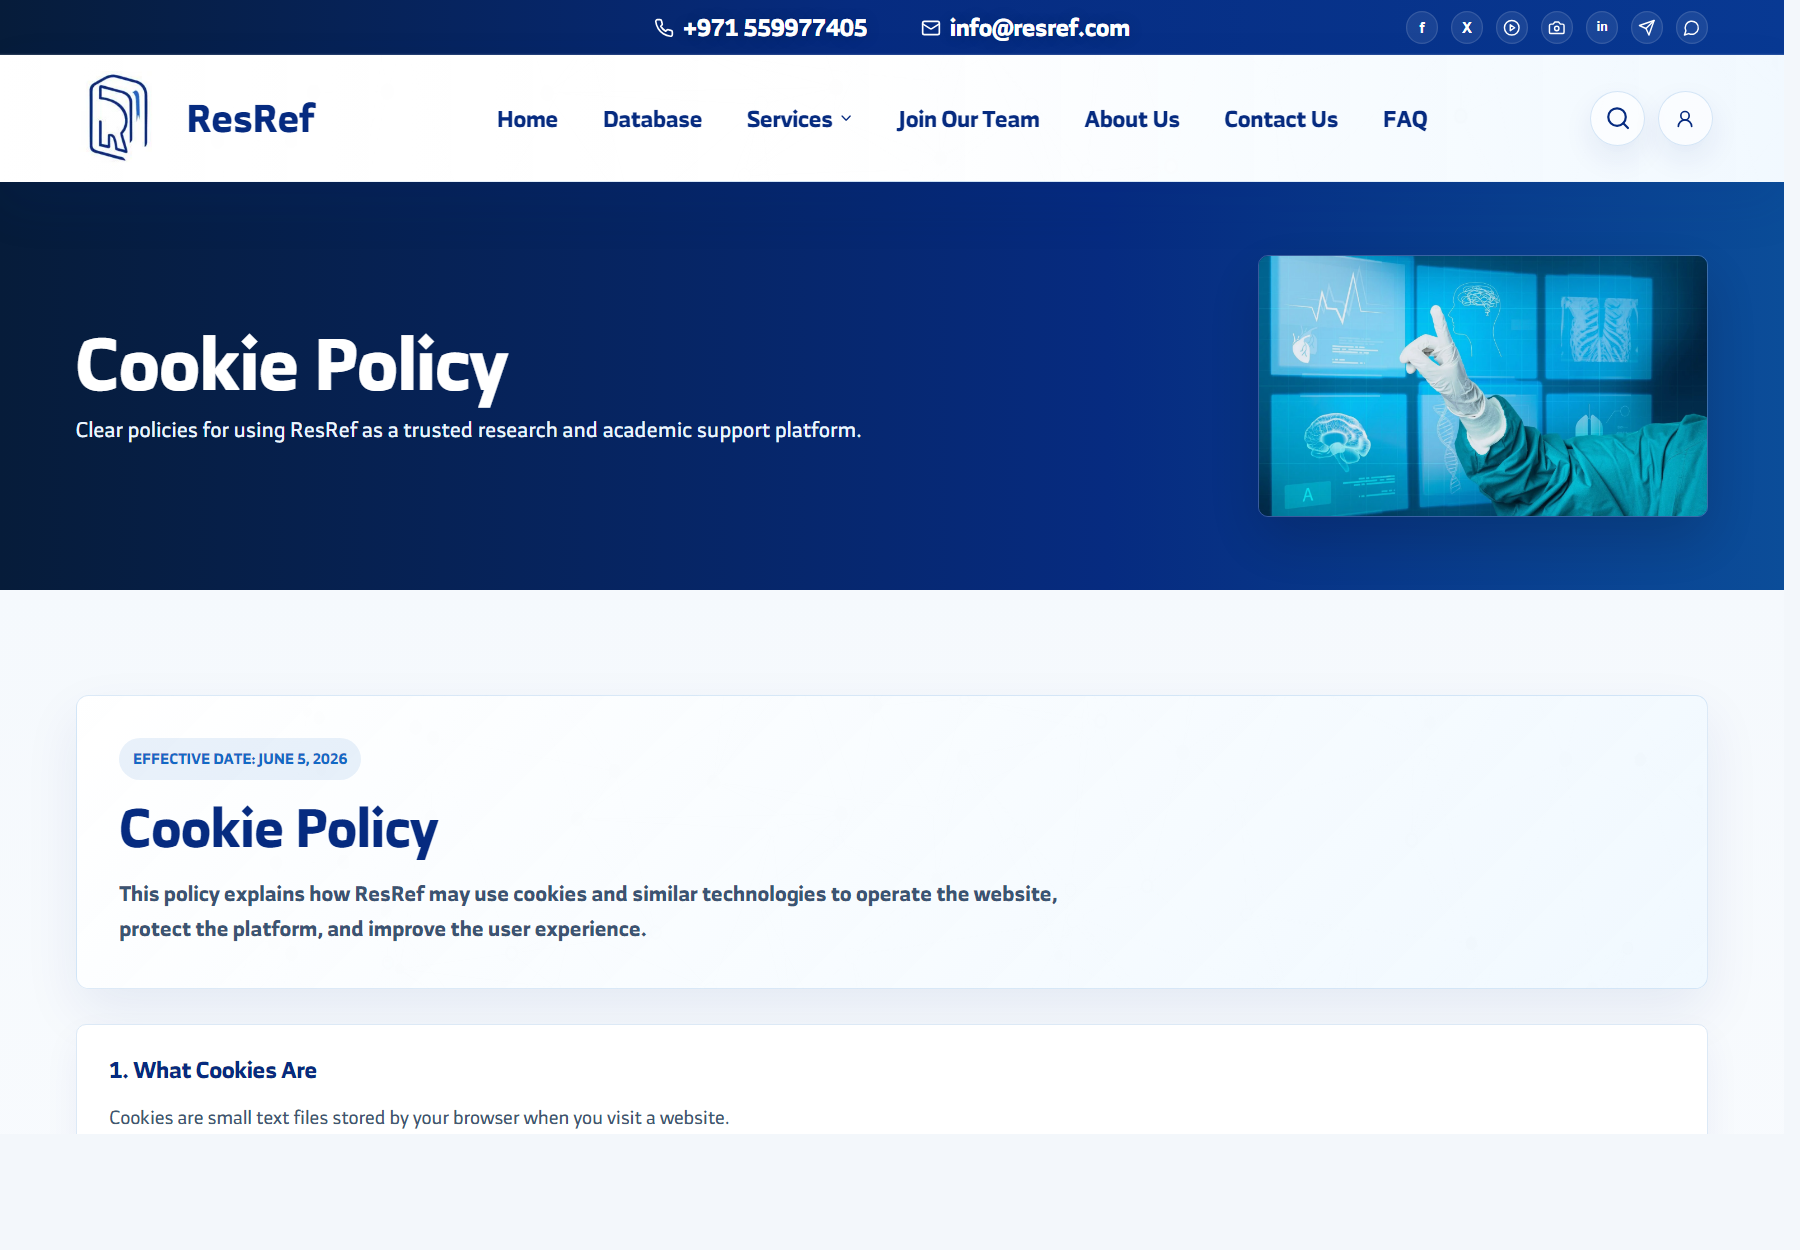 +971 559977405
info@resref.com
f
X
in
ResRef
Home
Database
Services
Join Our Team
About Us
Contact Us
FAQ
Cookie Policy
Clear policies for using ResRef as a trusted research and academic support platform.
A
EFFECTIVE DATE: JUNE 5, 2026
Cookie Policy
This policy explains how ResRef may use cookies and similar technologies to operate the website,
protect the platform, and improve the user experience.
1. What Cookies Are
Cookies are small text files stored by your browser when you visit a website.